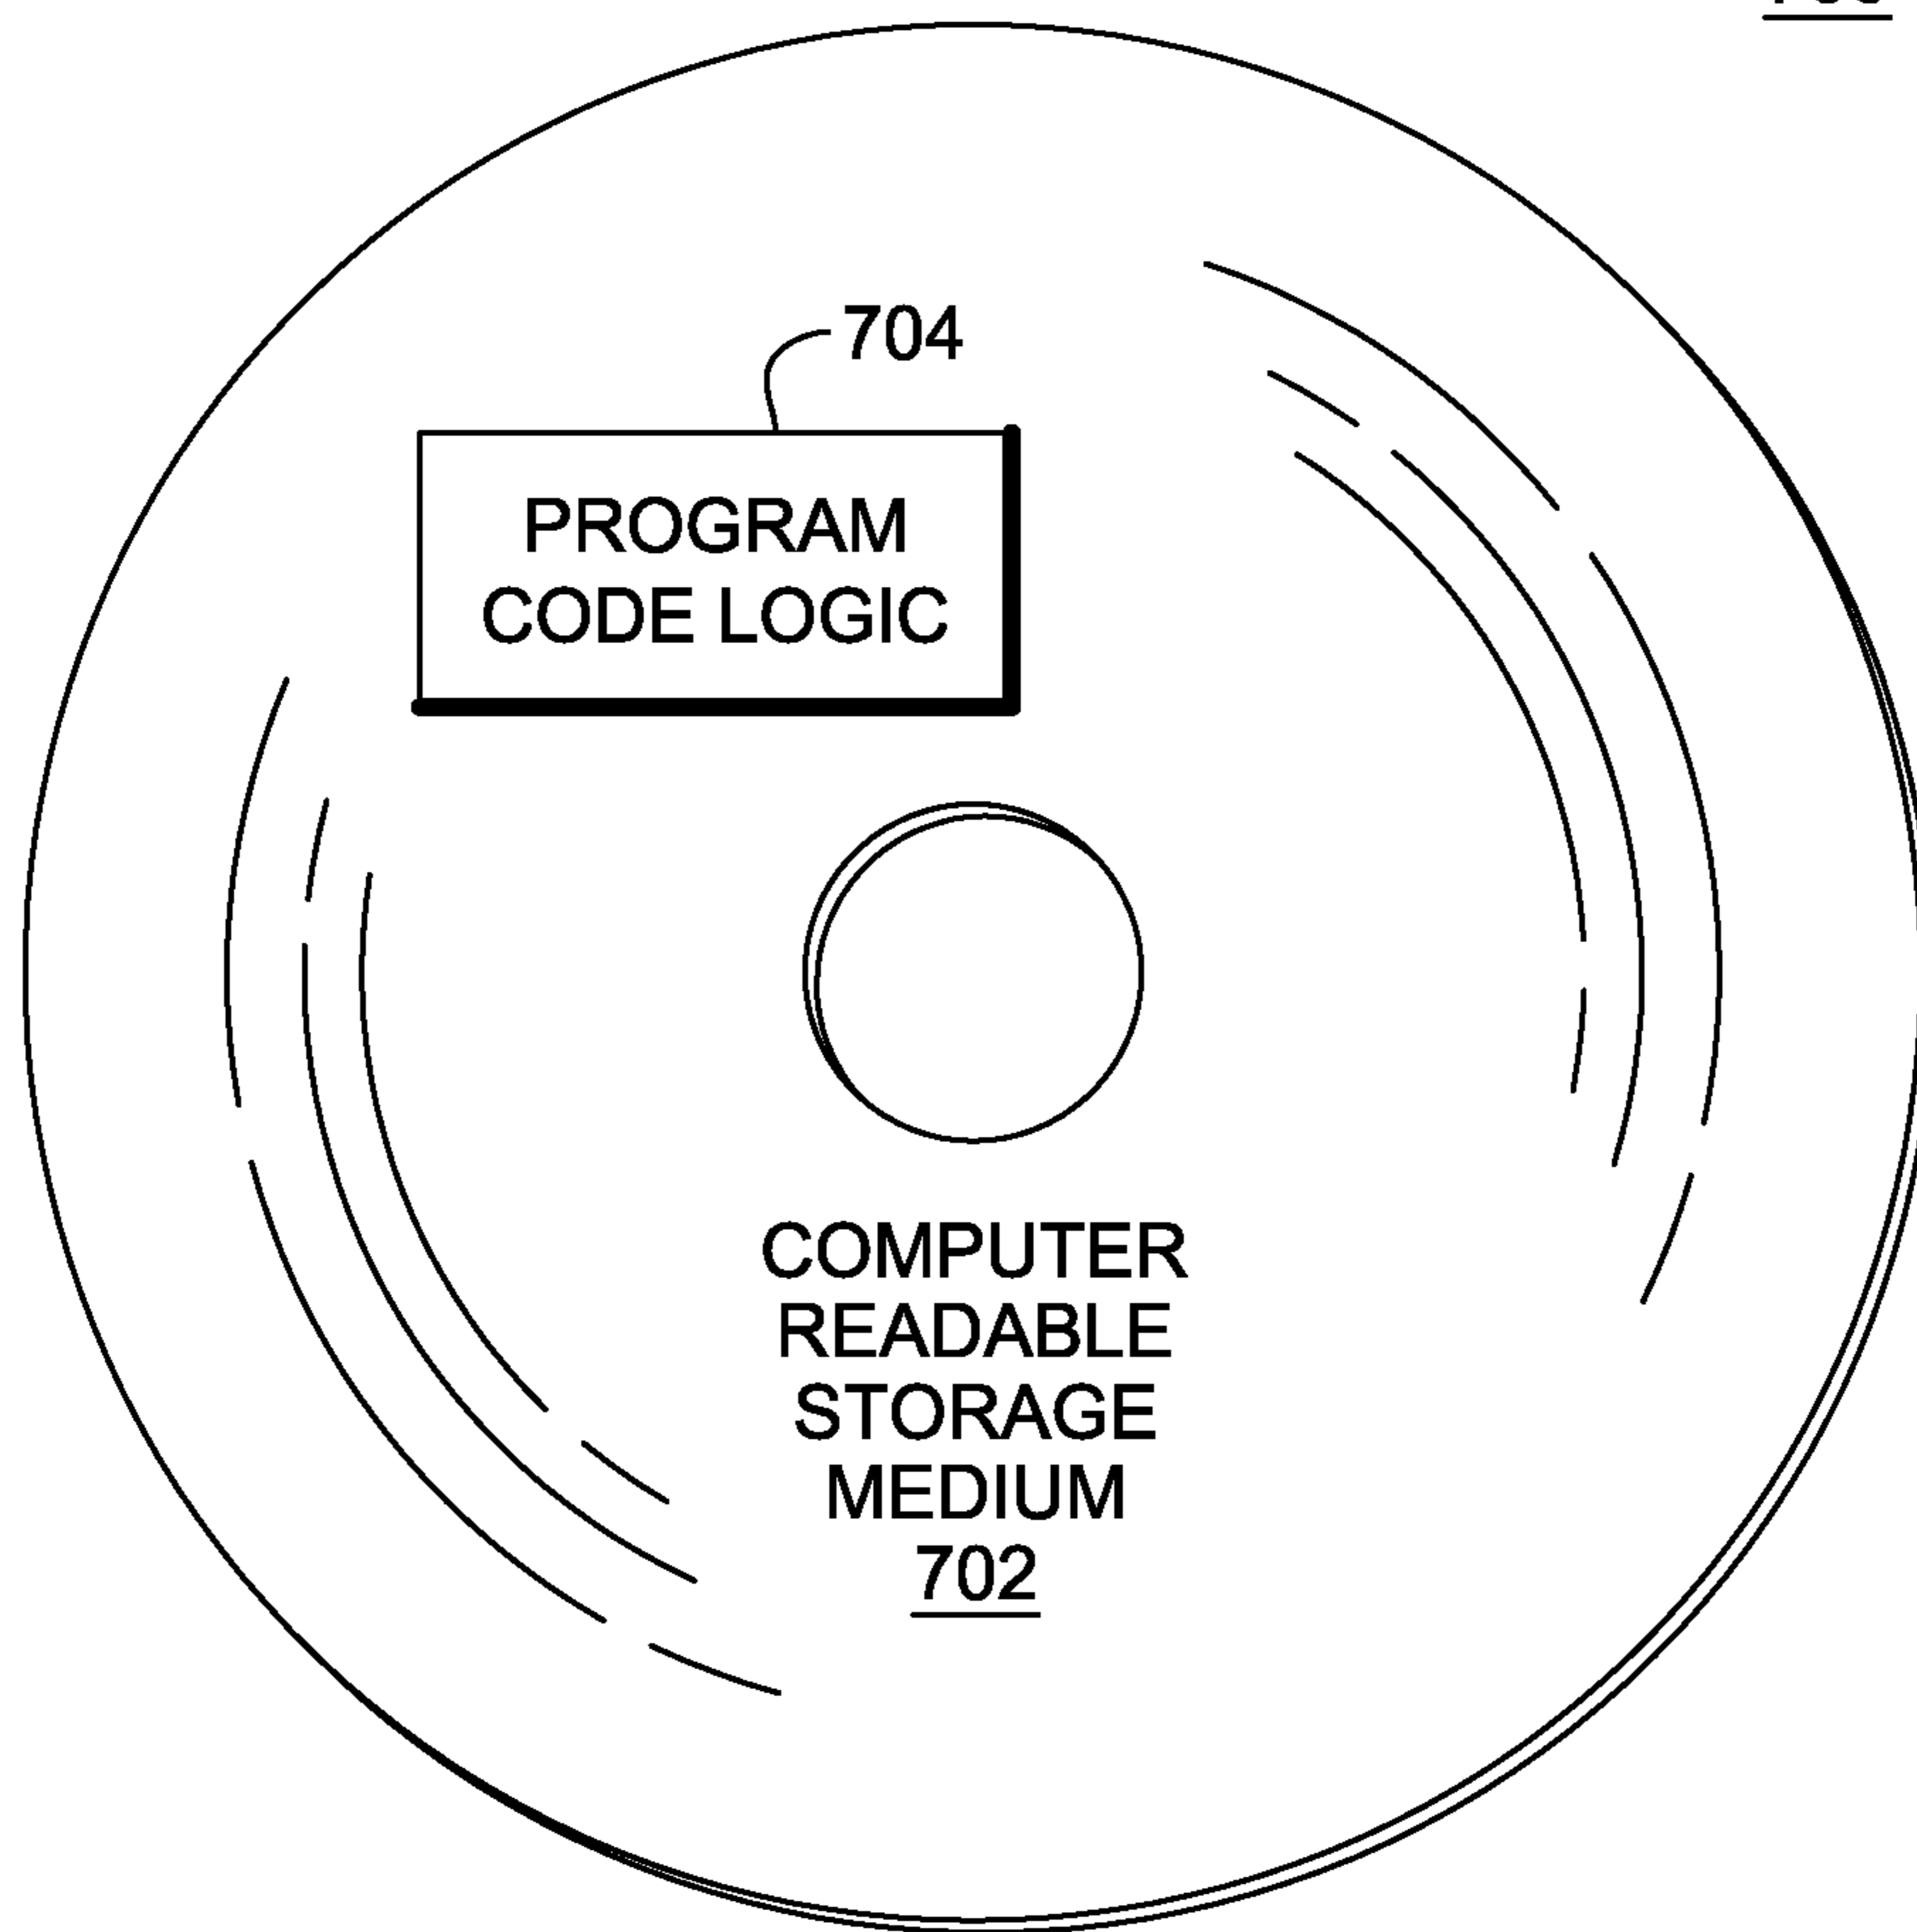 704
PROGRAM
CODE LOGIC
COMPUTER
READABLE
STORAGE
MEDIUM
702